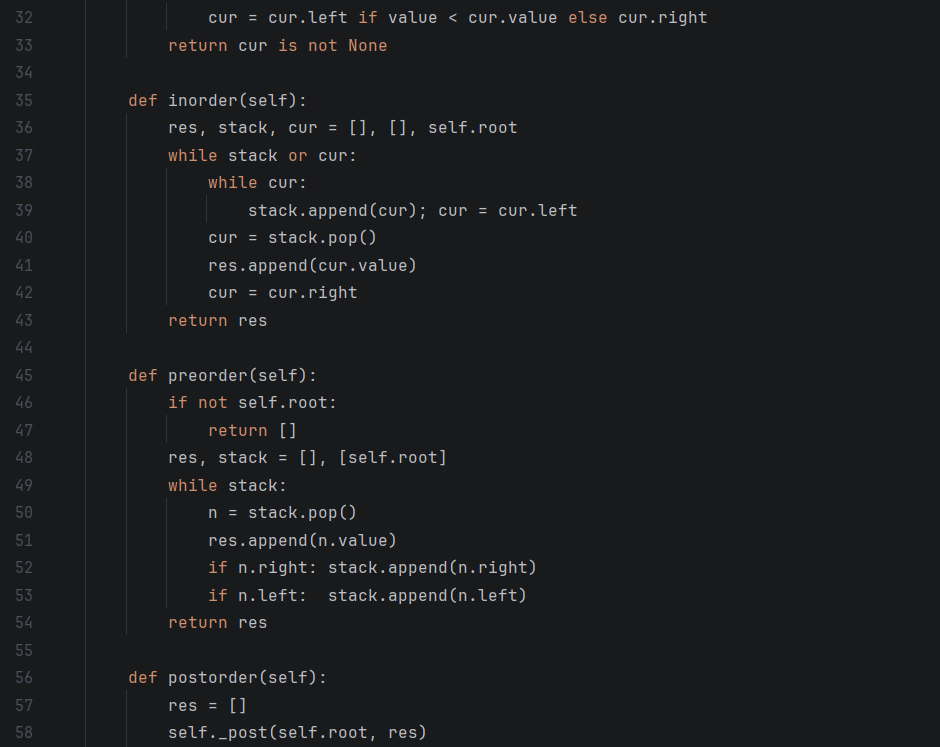 32                 cur = cur.left if value < cur.value else cur.right
33             return cur is not None
34
35         def inorder(self):
36             res, stack, cur = [], [], self.root
37             while stack or cur:
38                 while cur:
39                     stack.append(cur); cur = cur.left
40                 cur = stack.pop()
41                 res.append(cur.value)
42                 cur = cur.right
43             return res
44
45         def preorder(self):
46             if not self.root:
47                 return []
48             res, stack = [], [self.root]
49             while stack:
50                 n = stack.pop()
51                 res.append(n.value)
52                 if n.right: stack.append(n.right)
53                 if n.left:  stack.append(n.left)
54             return res
55
56         def postorder(self):
57             res = []
58             self._post(self.root, res)